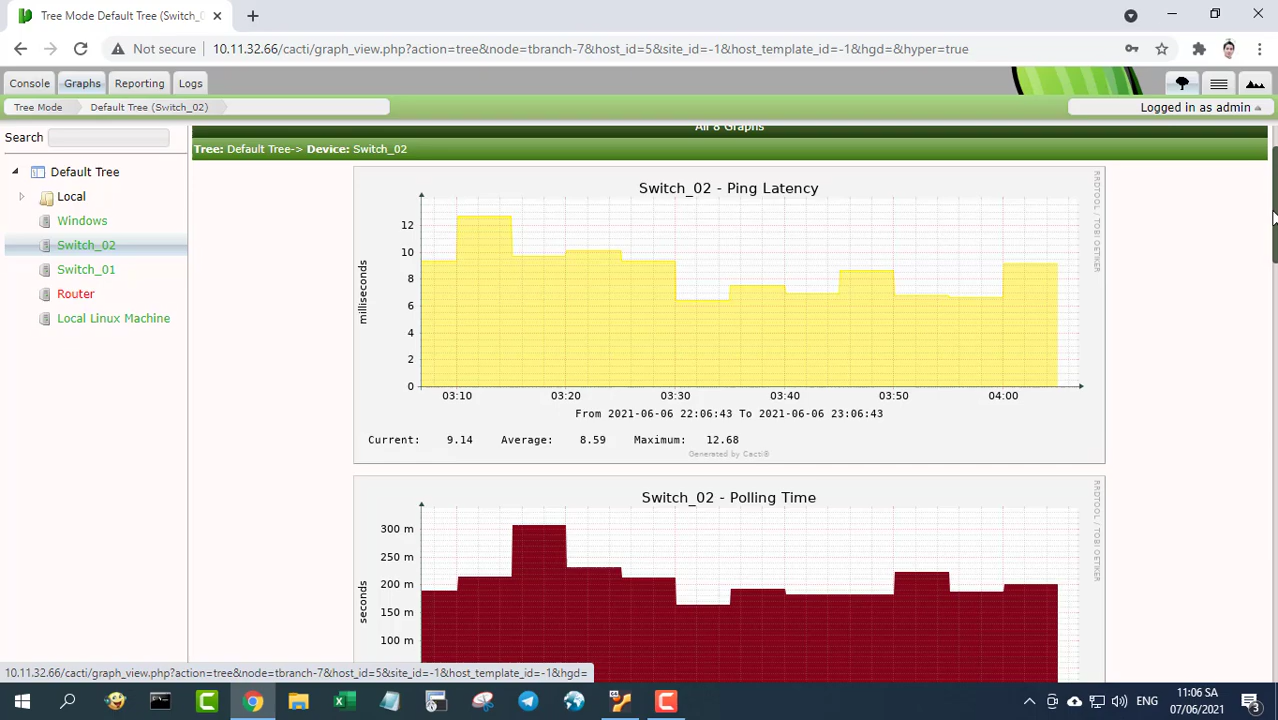 Tree Mode Default Tree (Switch_0
Not secure
10.11.32.66/cacti/graph_view.php?action=tree&node=tbranch-7&host_id=5&site_id=-1&host_template_id=-1&hgd=&hyper=true
Console
Graphs
Reporting
Logs
Tree Mode
Default Tree (Switch_02)
Logged in as admin
Search
All 8 Graphs
Tree: Default Tree-> Device: Switch_02
Default Tree
Local
Windows
Switch_02
Switch_01
Router
Local Linux Machine
Switch_02 - Ping Latency
RRDTOOL / TOBI OETIKER
milliseconds
12
10
8
6
4
2
0
03:10 03:20 03:30 03:40 03:50 04:00
From 2021-06-06 22:06:43 To 2021-06-06 23:06:43
Current: 9.14 Average: 8.59 Maximum: 12.68
Generated by Cacti®
Switch_02 - Polling Time
RRDTOOL / TOBI OETIKER
seconds
300 m
250 m
200 m
150 m
100 m
10.11.32.66/cacti/graph_view.php?action=tree&node=tbranch-7&host_id=5&site_id=-1&host_template_id=-1&hgd=
ENG
11:06 SA
07/06/2021
3